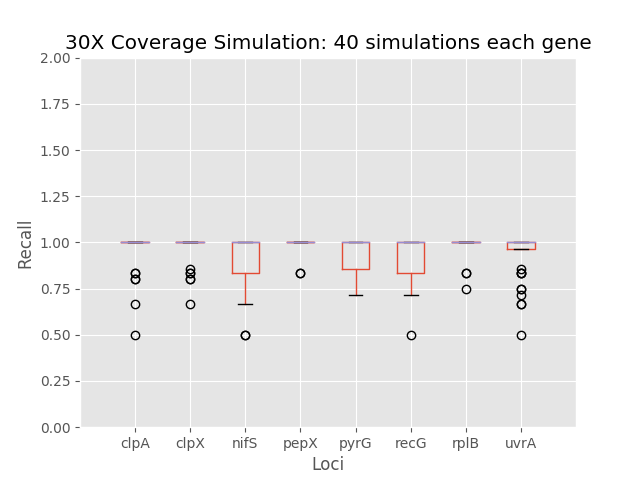 30X Coverage Simulation: 40 simulations each gene
2.00
1.75
1.50
1.25
1.00
0.75
0.50
0.25
0.00
Recall
clpA clpX nifS pepX pyrG recG rplB uvrA
Loci